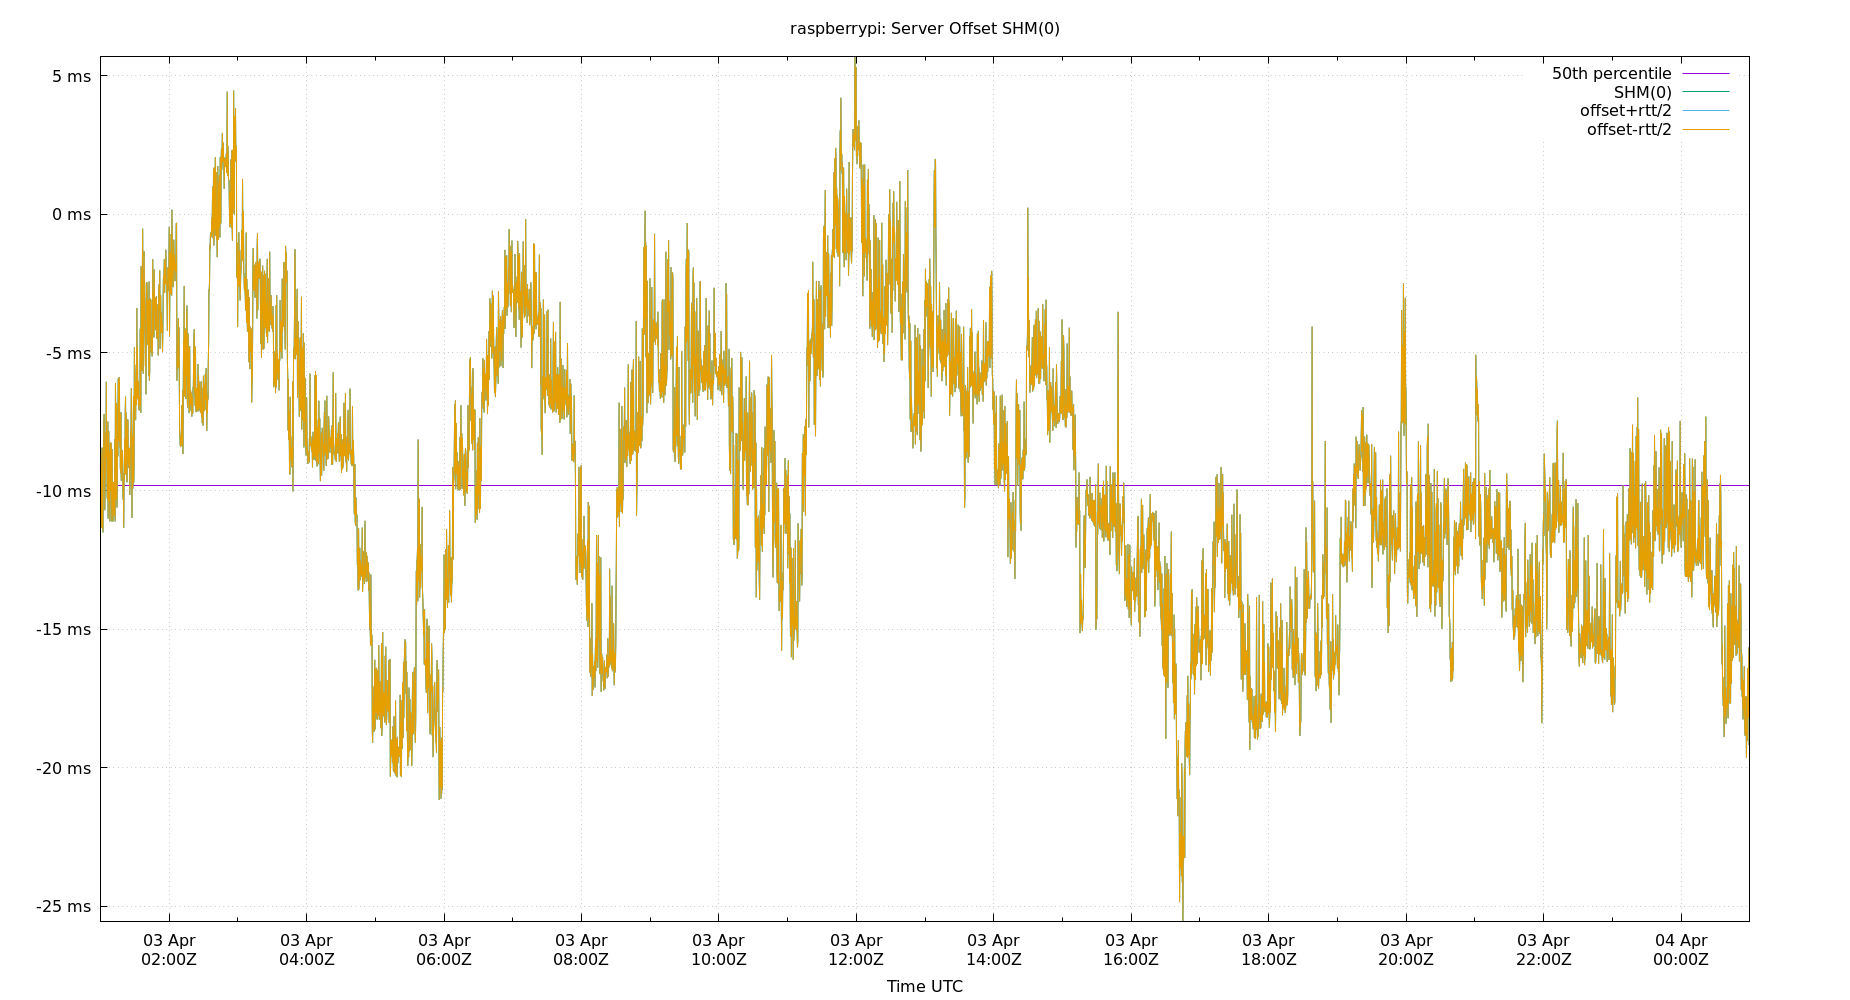 raspberrypi: Server Offset SHM(0)
50th percentile
SHM(0)
offset+rtt/2
offset-rtt/2
5 ms
0 ms
-5 ms
-10 ms
-15 ms
-20 ms
-25 ms
03 Apr 03 Apr 03 Apr 03 Apr 03 Apr 03 Apr 03 Apr 03 Apr 03 Apr 03 Apr 03 Apr 04 Apr
02:00Z 04:00Z 06:00Z 08:00Z 10:00Z 12:00Z 14:00Z 16:00Z 18:00Z 20:00Z 22:00Z 00:00Z
Time UTC